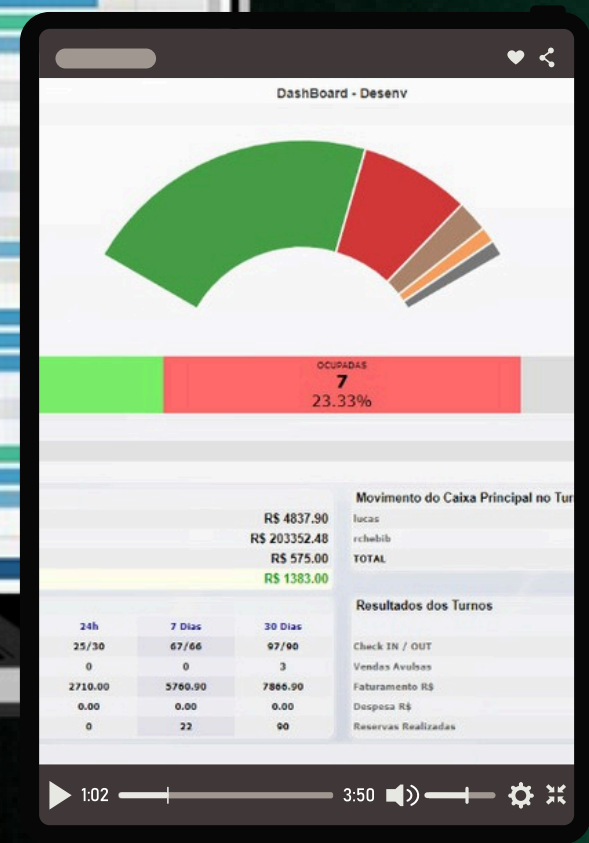 DashBoard - Desenv
OCUPADAS
7
23.33%
R$ 4837.90
R$ 203352.48
R$ 575.00
R$ 1383.00
Movimento do Caixa Principal no Tur
lucas
rchebib
TOTAL
24h 7 Dias 30 Dias
25/30 67/66 97/90
0 0 3
2710.00 5760.90 7866.90
0.00 0.00 0.00
0 22 90
Resultados dos Turnos
Check IN / OUT
Vendas Avulsas
Faturamento R$
Despesa R$
Reservas Realizadas
1:02 3:50